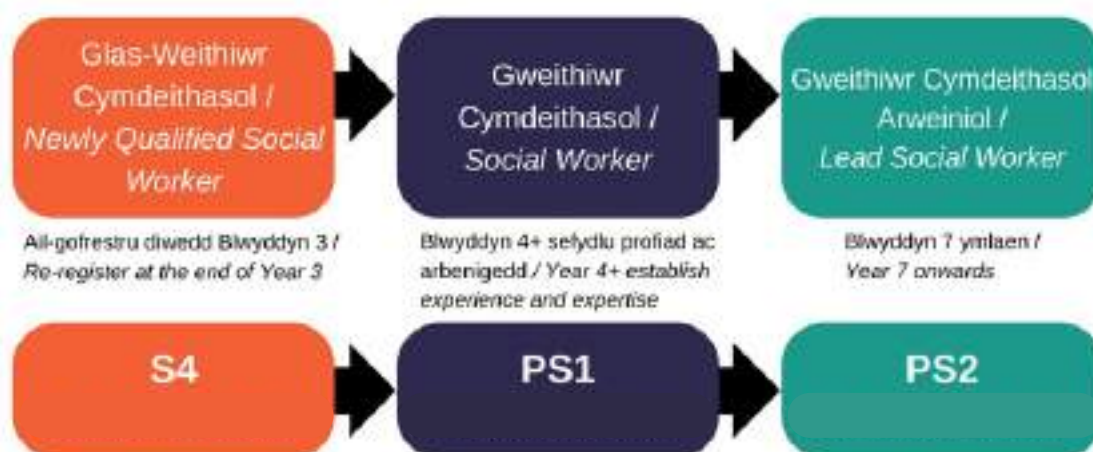 Glas-Weithiwr
Cymdeithasol /
Newly Qualified Social
Worker
Gweithiwr
Cymdeithasol /
Social Worker
Gweithiwr Cymdeithasol
Arweiniol /
Lead Social Worker
Ail-gofrestru diwedd Blwyddyn 3 /
Re-register at the end of Year 3
Blwyddyn 4+ sefydlu profiad ac
arbenigedd / Year 4+ establish
experience and expertise
Blwyddyn 7 ymlaen /
Year 7 onwards
S4
PS1
PS2